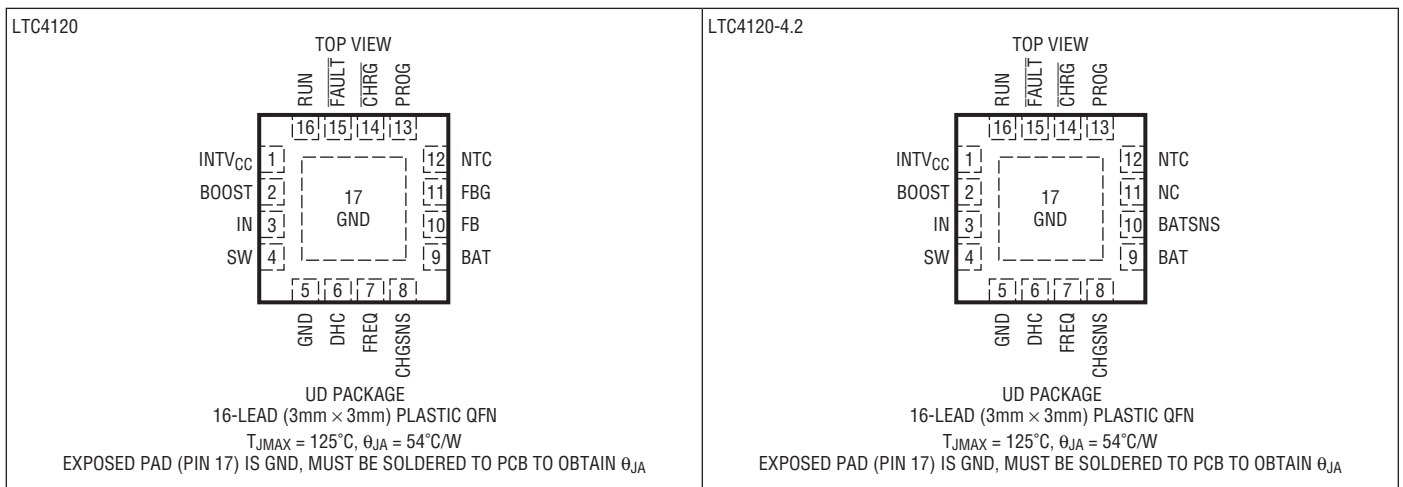 LTC4120
TOP VIEW
RUN
FAULT
CHRG
PROG
16 15 14 13
INTVCC 1
BOOST 2
IN 3
SW 4
17
GND
12 NTC
11 FBG
10 FB
9 BAT
5 6 7 8
GND
DHC
FREQ
CHGSNS
UD PACKAGE
16-LEAD (3mm × 3mm) PLASTIC QFN
TJMAX = 125°C, θJA = 54°C/W
EXPOSED PAD (PIN 17) IS GND, MUST BE SOLDERED TO PCB TO OBTAIN θJA
LTC4120-4.2
TOP VIEW
RUN
FAULT
CHRG
PROG
16 15 14 13
INTVCC 1
BOOST 2
IN 3
SW 4
17
GND
12 NTC
11 NC
10 BATSNS
9 BAT
5 6 7 8
GND
DHC
FREQ
CHGSNS
UD PACKAGE
16-LEAD (3mm × 3mm) PLASTIC QFN
TJMAX = 125°C, θJA = 54°C/W
EXPOSED PAD (PIN 17) IS GND, MUST BE SOLDERED TO PCB TO OBTAIN θJA